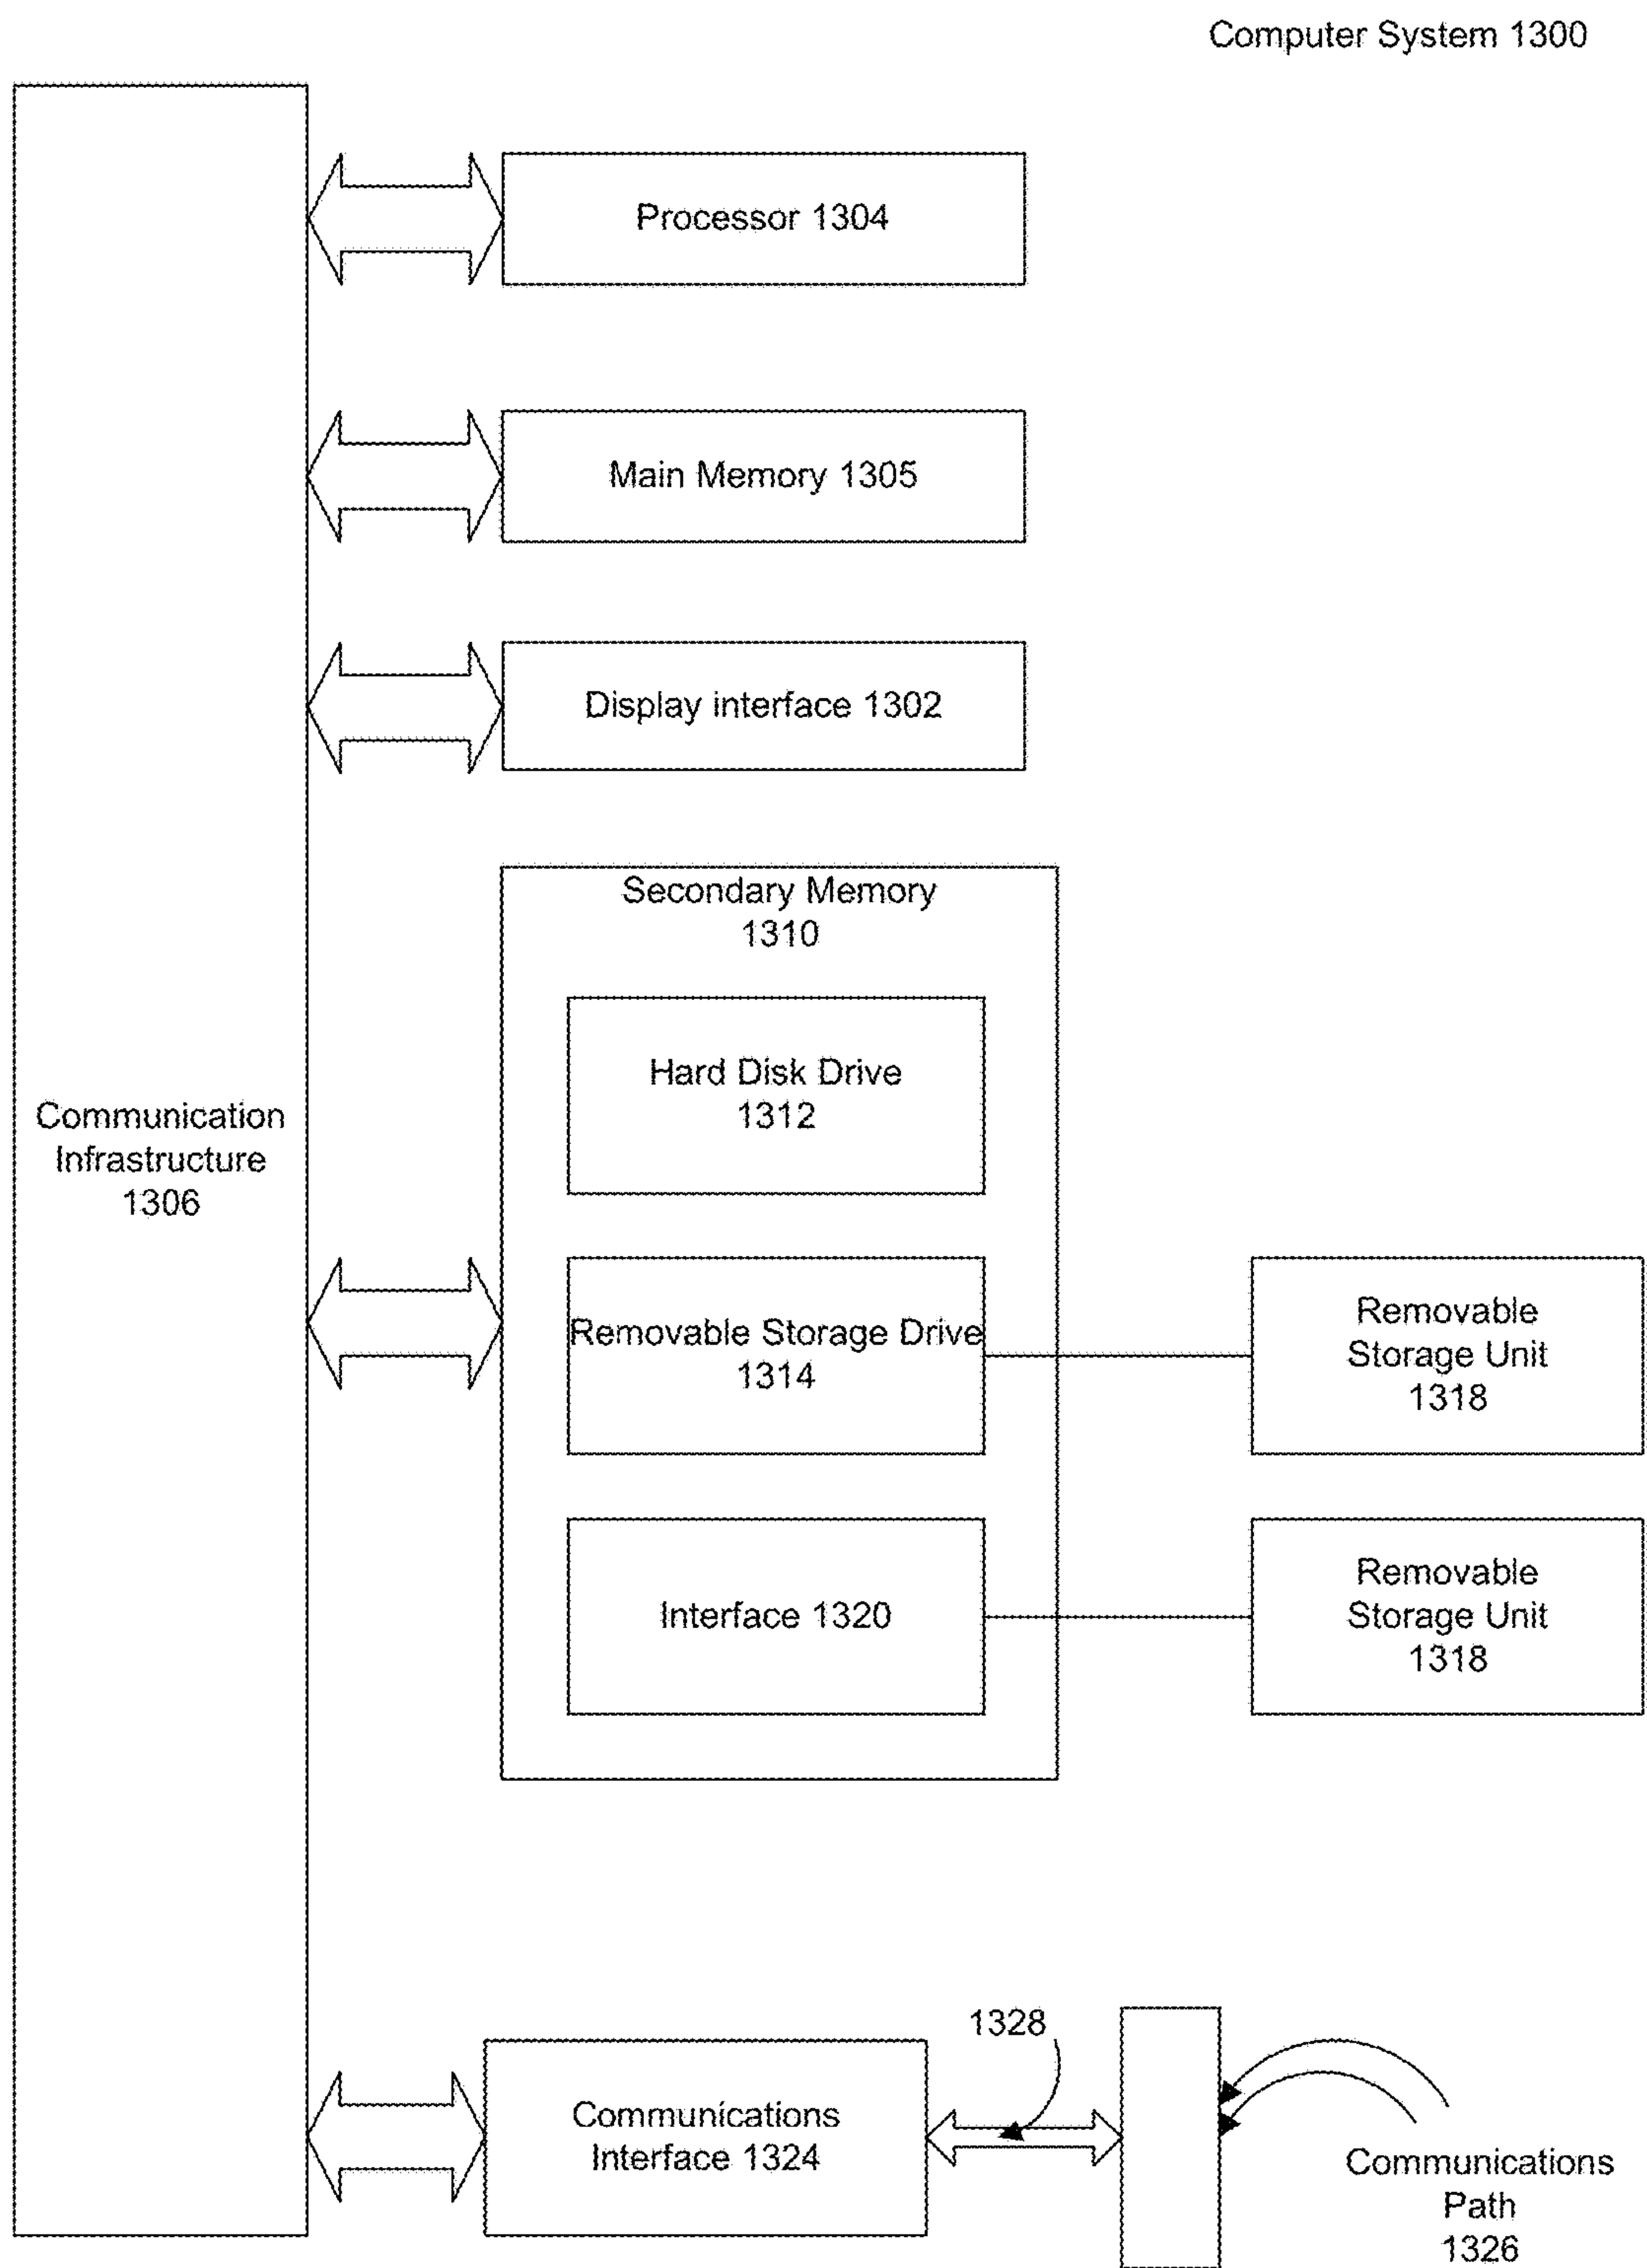 Computer System 1300
Processor 1304
Main Memory 1305
Display interface 1302
Secondary Memory
1310
Hard Disk Drive
1312
Communication
Infrastructure
1306
Removable Storage Drive
1314
Removable
Storage Unit
1318
Interface 1320
Removable
Storage Unit
1318
1328
Communications
Interface 1324
Communications
Path
1326